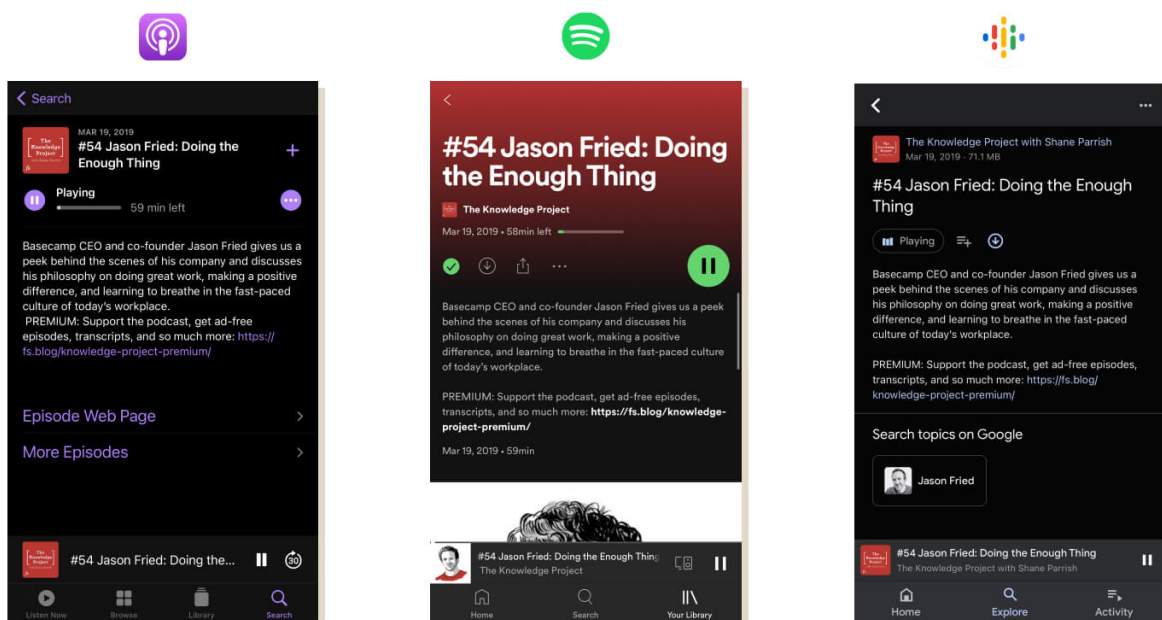 Search
MAR 19, 2019
#54 Jason Fried: Doing the
Enough Thing
Playing
59 min left
Basecamp CEO and co-founder Jason Fried gives us a
peek behind the scenes of his company and discusses
his philosophy on doing great work, making a positive
difference, and learning to breathe in the fast-paced
culture of today's workplace.
PREMIUM: Support the podcast, get ad-free
episodes, transcripts, and so much more: https://
fs.blog/knowledge-project-premium/
Episode Web Page
More Episodes
#54 Jason Fried: Doing the...
30
Listen Now
Browse
Library
Search
#54 Jason Fried: Doing
the Enough Thing
The Knowledge Project
Mar 19, 2019 • 58min left
Basecamp CEO and co-founder Jason Fried gives us a peek
behind the scenes of his company and discusses his
philosophy on doing great work, making a positive
difference, and learning to breathe in the fast-paced culture
of today's workplace.
PREMIUM: Support the podcast, get ad-free episodes,
transcripts, and so much more: https://fs.blog/knowledge-
project-premium/
Mar 19, 2019 • 59min
#54 Jason Fried: Doing the Enough Thing
The Knowledge Project
Home
Search
Your Library
The Knowledge Project with Shane Parrish
Mar 19, 2019 · 71.1 MB
#54 Jason Fried: Doing the Enough
Thing
Playing
Basecamp CEO and co-founder Jason Fried gives us a
peek behind the scenes of his company and discusses
his philosophy on doing great work, making a positive
difference, and learning to breathe in the fast-paced
culture of today's workplace.
PREMIUM: Support the podcast, get ad-free episodes,
transcripts, and so much more: https://fs.blog/
knowledge-project-premium/
Search topics on Google
Jason Fried
#54 Jason Fried: Doing the Enough Thing
The Knowledge Project with Shane Parrish
Home
Explore
Activity